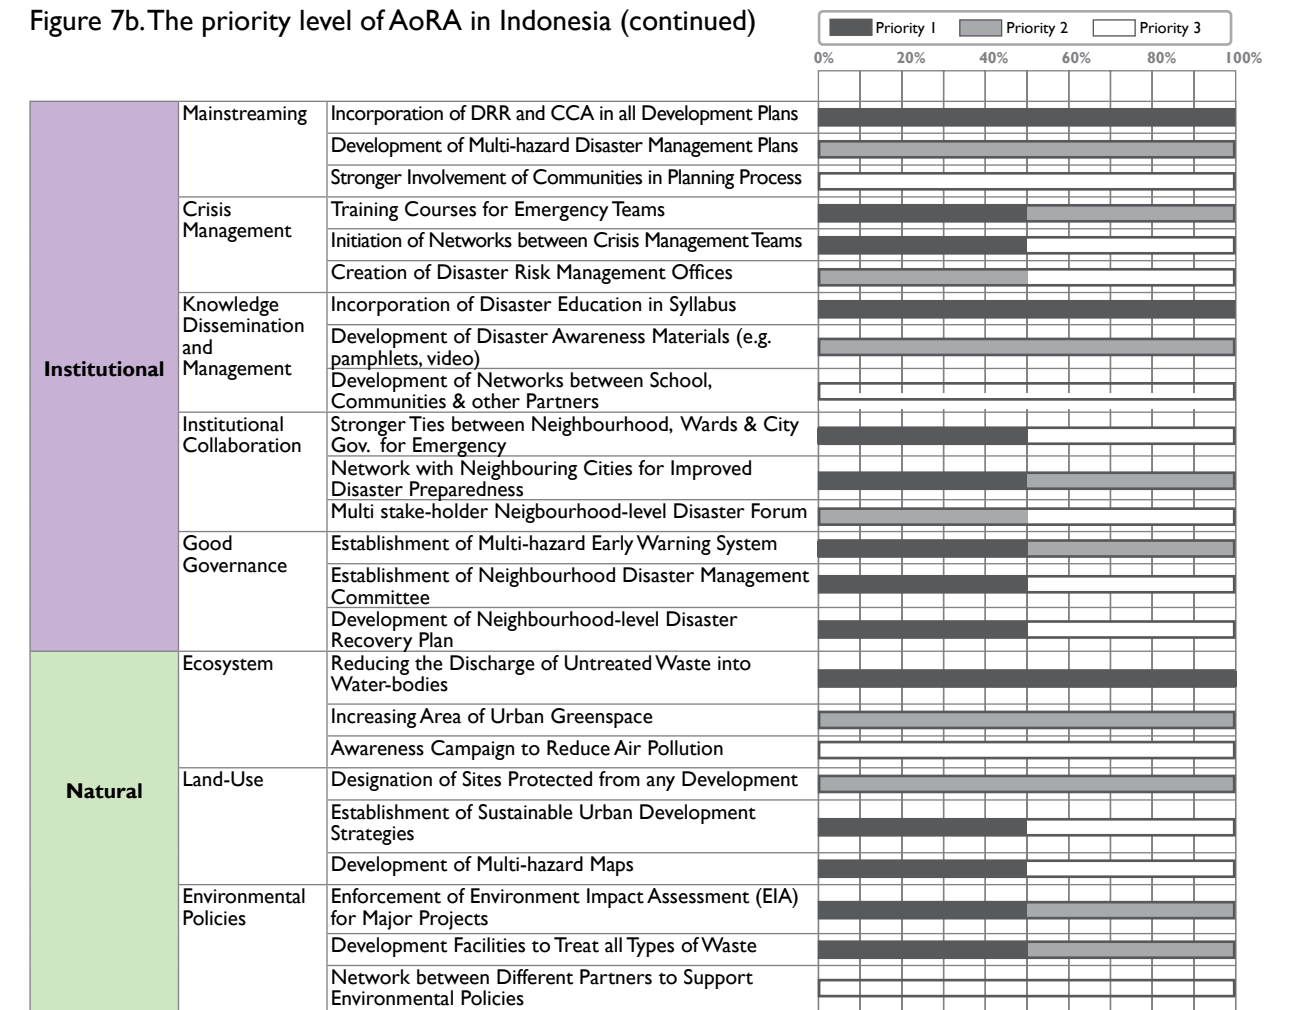 Figure 7b. The priority level of AoRA in Indonesia (continued)
Priority 1 Priority 2 Priority 3
0% 20% 40% 60% 80% 100%
Mainstreaming
Incorporation of DRR and CCA in all Development Plans
Development of Multi-hazard Disaster Management Plans
Stronger Involvement of Communities in Planning Process
Crisis
Management
Training Courses for Emergency Teams
Initiation of Networks between Crisis Management Teams
Creation of Disaster Risk Management Offices
Institutional
Knowledge
Dissemination
and
Management
Incorporation of Disaster Education in Syllabus
Development of Disaster Awareness Materials (e.g.
pamphlets, video)
Development of Networks between School,
Communities & other Partners
Institutional
Collaboration
Stronger Ties between Neighbourhood, Wards & City
Gov. for Emergency
Network with Neighbouring Cities for Improved
Disaster Preparedness
Multi stake-holder Neigbourhood-level Disaster Forum
Good
Governance
Establishment of Multi-hazard Early Warning System
Establishment of Neighbourhood Disaster Management
Committee
Development of Neighbourhood-level Disaster
Recovery Plan
Natural
Ecosystem
Reducing the Discharge of Untreated Waste into
Water-bodies
Increasing Area of Urban Greenspace
Awareness Campaign to Reduce Air Pollution
Land-Use
Designation of Sites Protected from any Development
Establishment of Sustainable Urban Development
Strategies
Development of Multi-hazard Maps
Environmental
Policies
Enforcement of Environment Impact Assessment (EIA)
for Major Projects
Development Facilities to Treat all Types of Waste
Network between Different Partners to Support
Environmental Policies